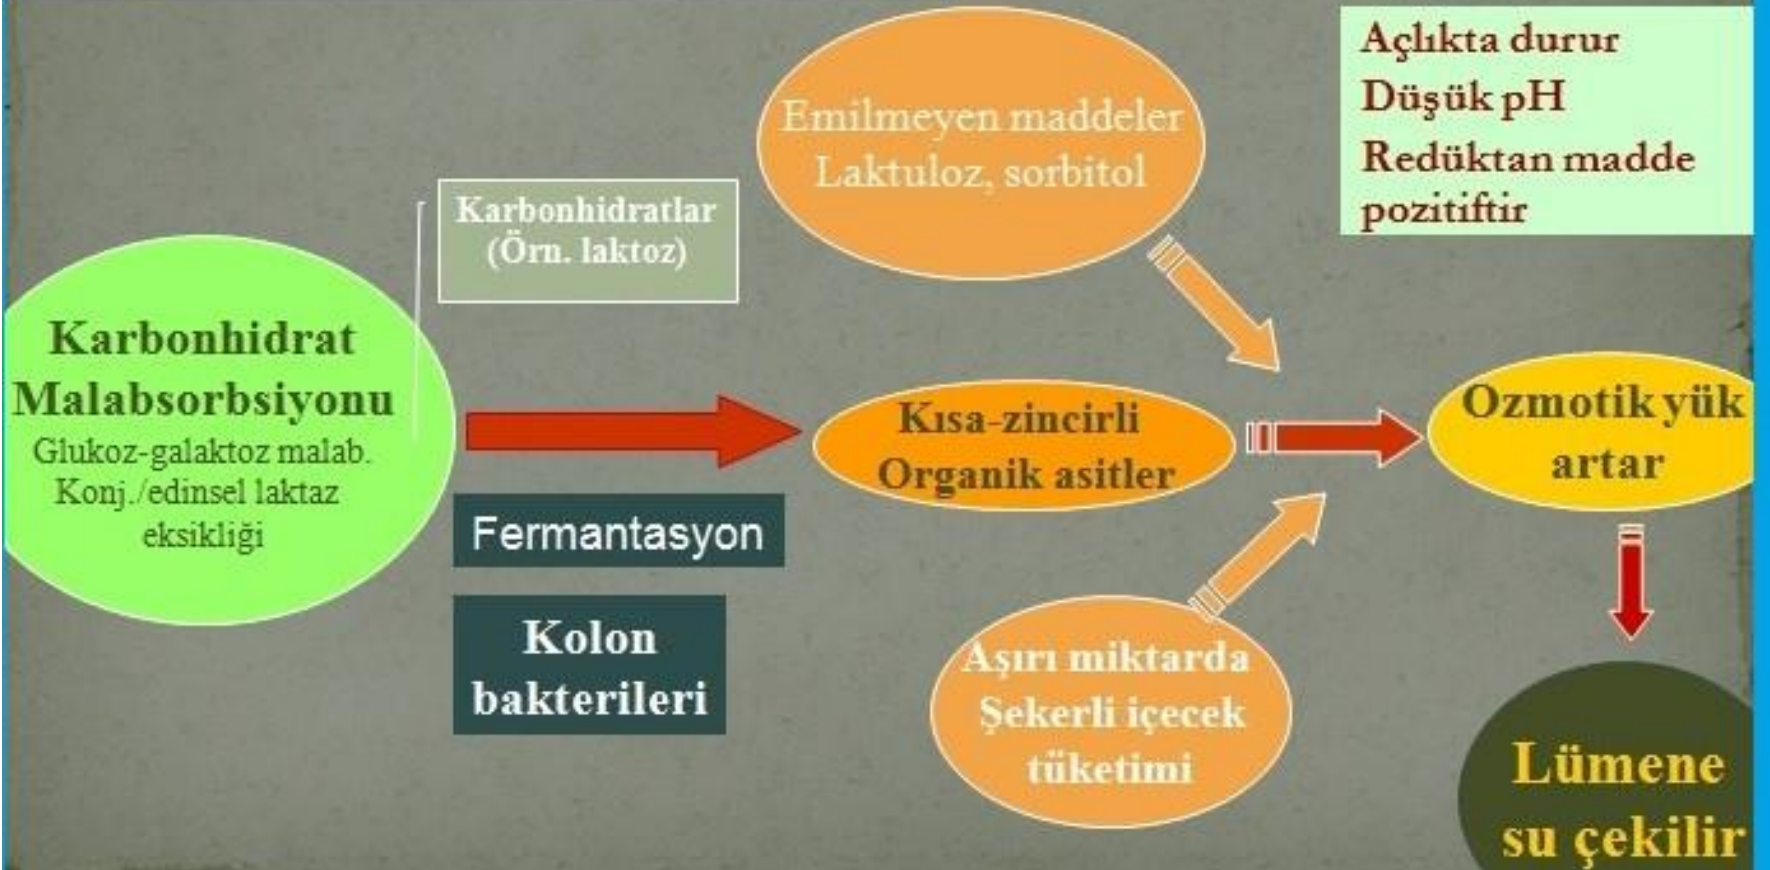 Karbonhidrat
Malabsorbsiyonu
Glukoz-galaktoz malab.
Konj./edinsel laktaz
eksikliği
Karbonhidratlar
(Örn. laktoz)
Fermantasyon
Kolon
bakterileri
Emilmeyen maddeler
Laktuloz, sorbitol
Kısa-zincirli
Organik asitler
Aşırı miktarda
Şekerli içecek
tüketimi
Açlıkta durur
Düşük pH
Redüktan madde
pozitiftir
Ozmotik yük
artar
Lümene
su çekilir